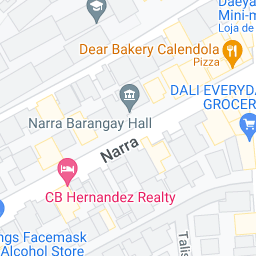 Daeya
Mini-m
Loja de
Dear Bakery Calendola
Pizza
DALI EVERYDA
GROCER
Narra Barangay Hall
Narra
CB Hernandez Realty
ngs Facemask
Alcohol Store
Talis